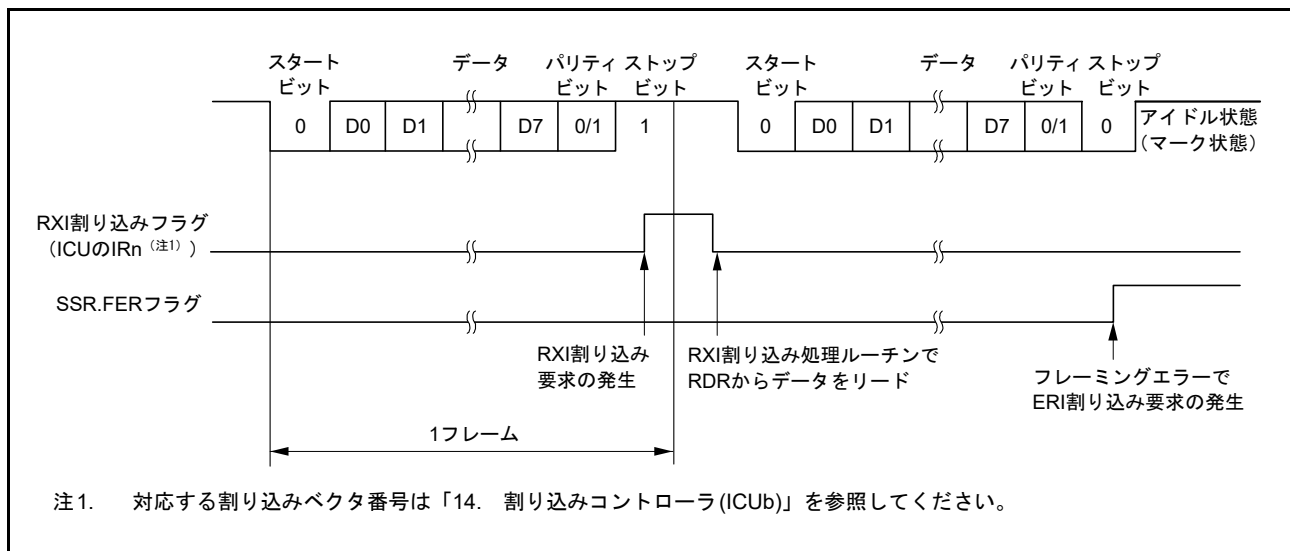 スタート
ビット
データ
パリティ
ビット
ストップ
ビット
スタート
ビット
データ
パリティ
ビット
ストップ
ビット
0 D0 D1 D7 0/1 1 0 D0 D1 D7 0/1 0
アイドル状態
(マーク状態)
RXI割り込みフラグ
(ICUのIRn (注1) )
SSR.FERフラグ
RXI割り込み
要求の発生
RXI割り込み処理ルーチンで
RDRからデータをリード
フレーミングエラーで
ERI割り込み要求の発生
1フレーム
注1. 対応する割り込みベクタ番号は「14. 割り込みコントローラ(ICUb)」を参照してください。